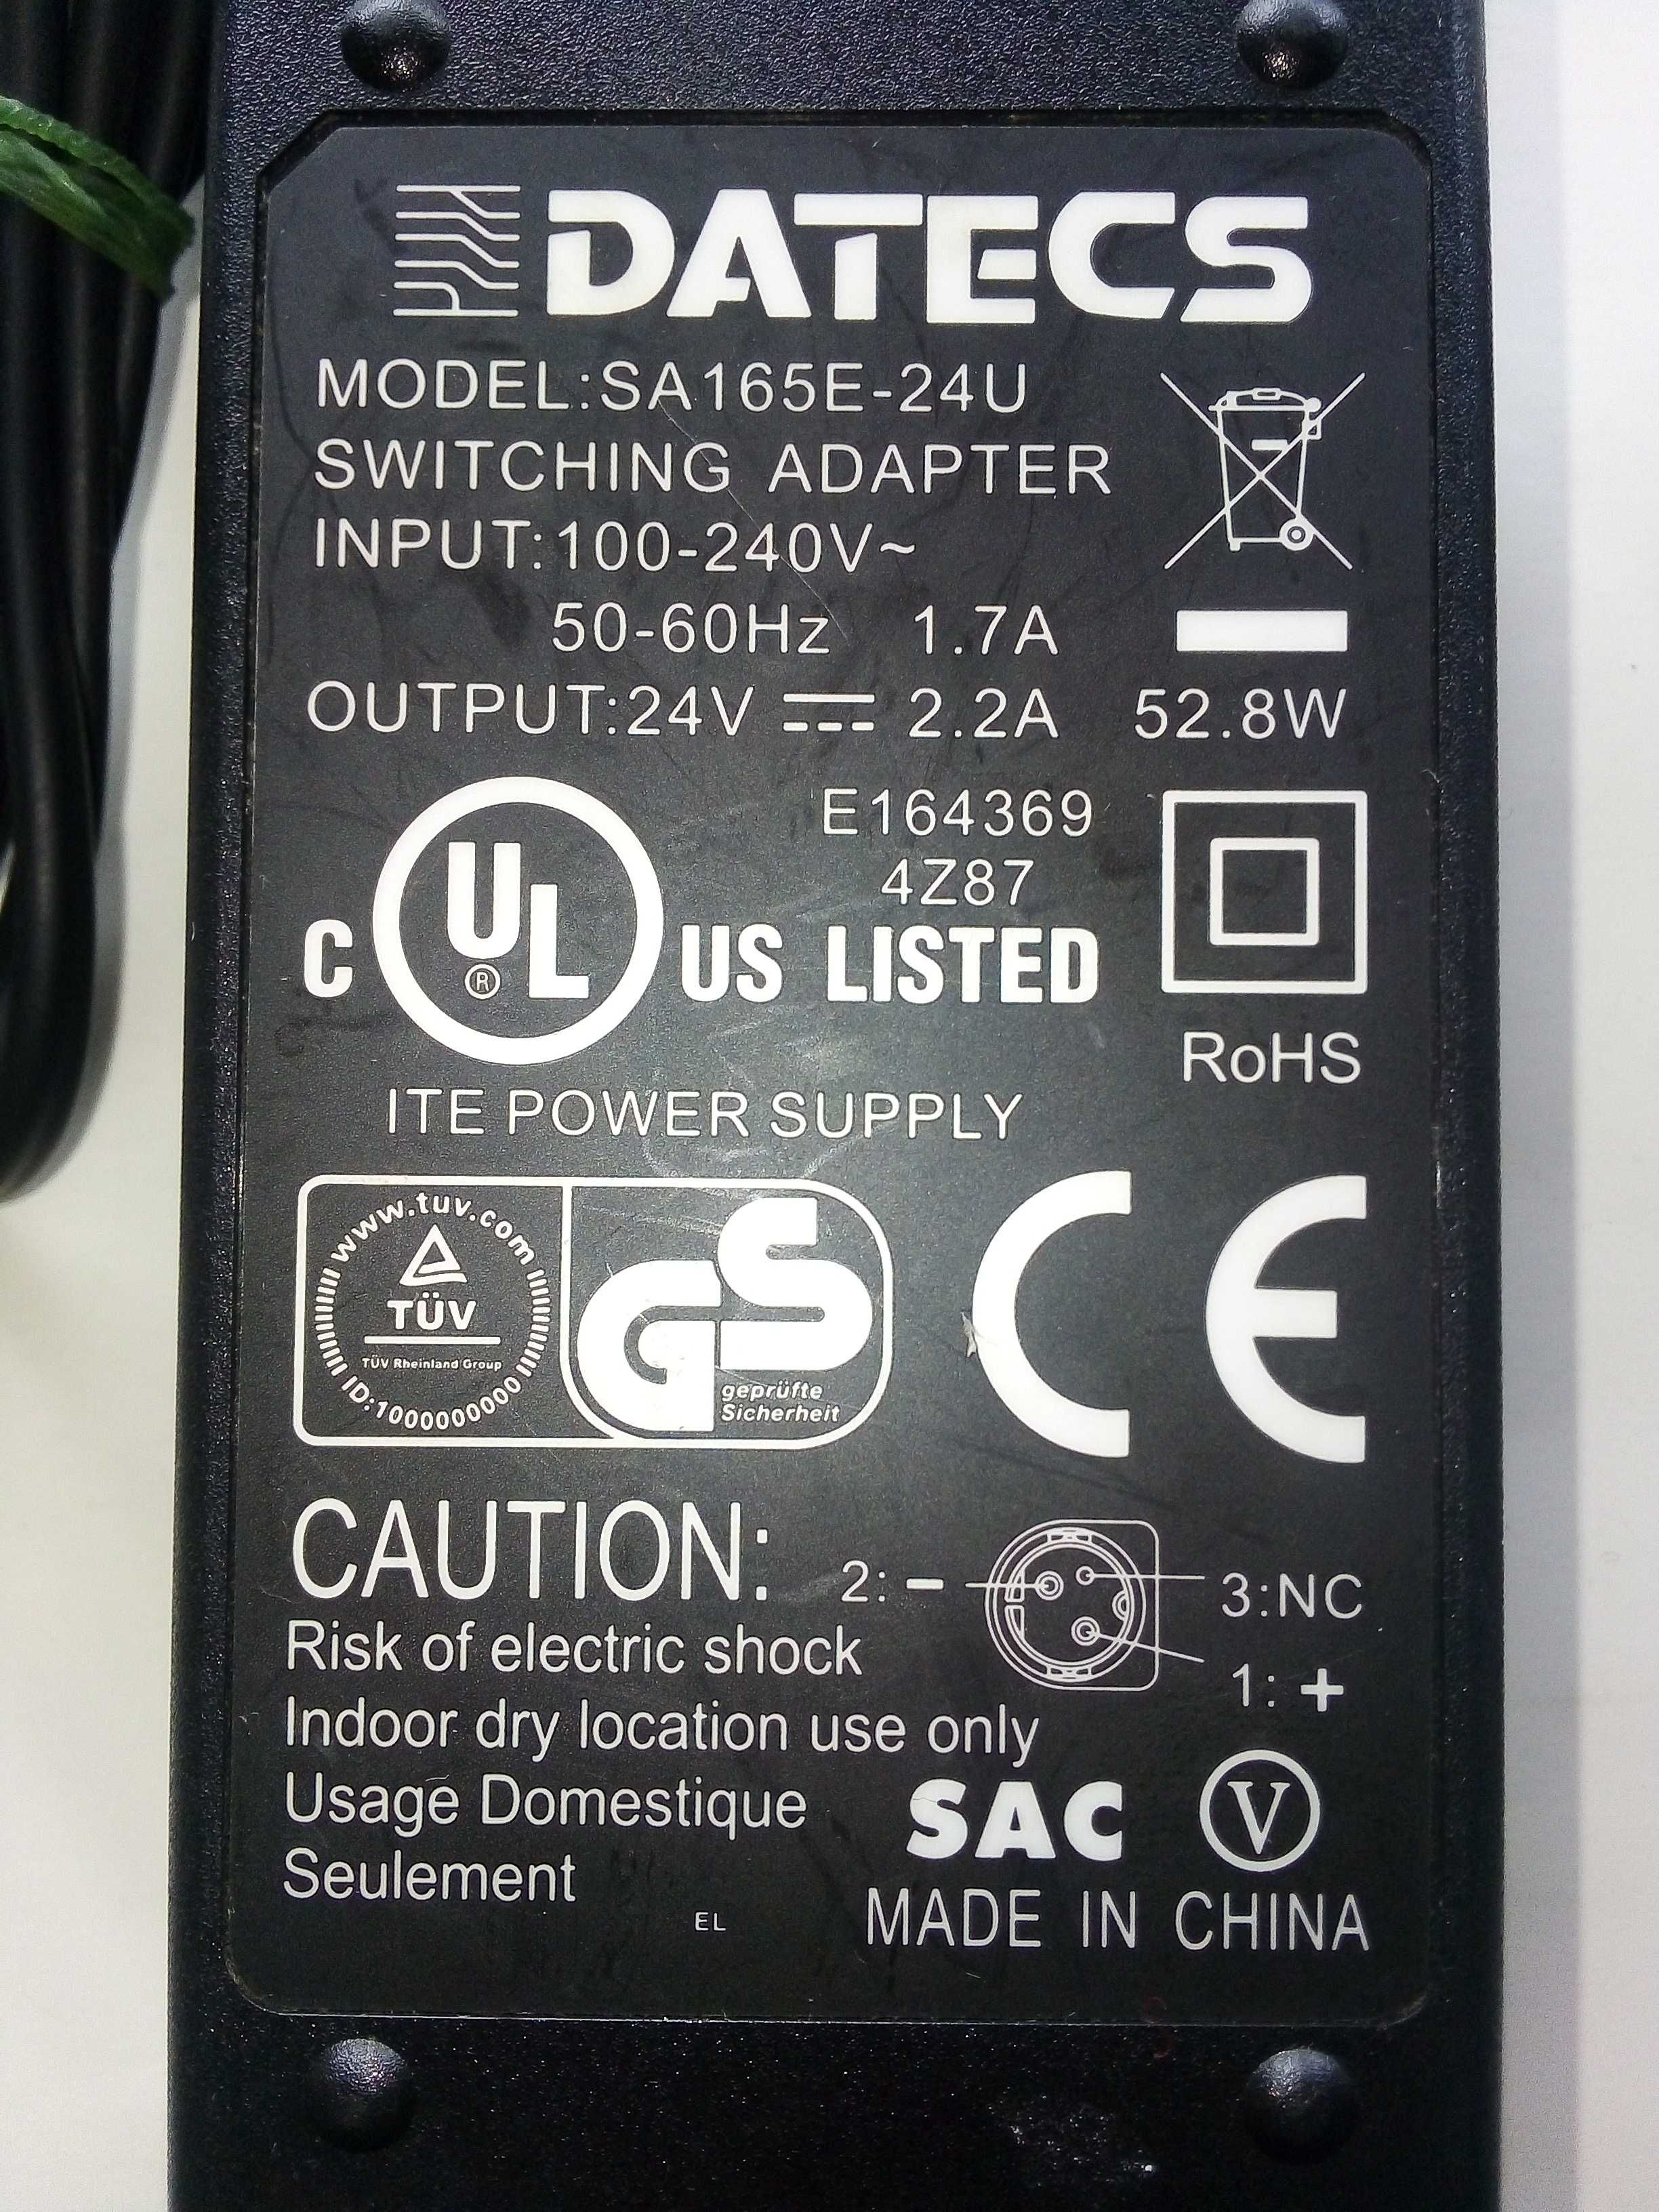 DATECS
MODEL:SA165E-24U
SWITCHING ADAPTER
INPUT:100-240V~
50-60Hz 1.7A
OUTPUT:24V ⎓ 2.2A 52.8W
E164369
4Z87
C UL® US LISTED
RoHS
ITE POWER SUPPLY
www.tuv.com
TÜV
TÜV Rheinland Group
ID:1000000000
GS
geprüfte
Sicherheit
CE
CAUTION:
2: −
3:NC
1: +
Risk of electric shock
Indoor dry location use only
Usage Domestique
Seulement
SAC V
EL
MADE IN CHINA